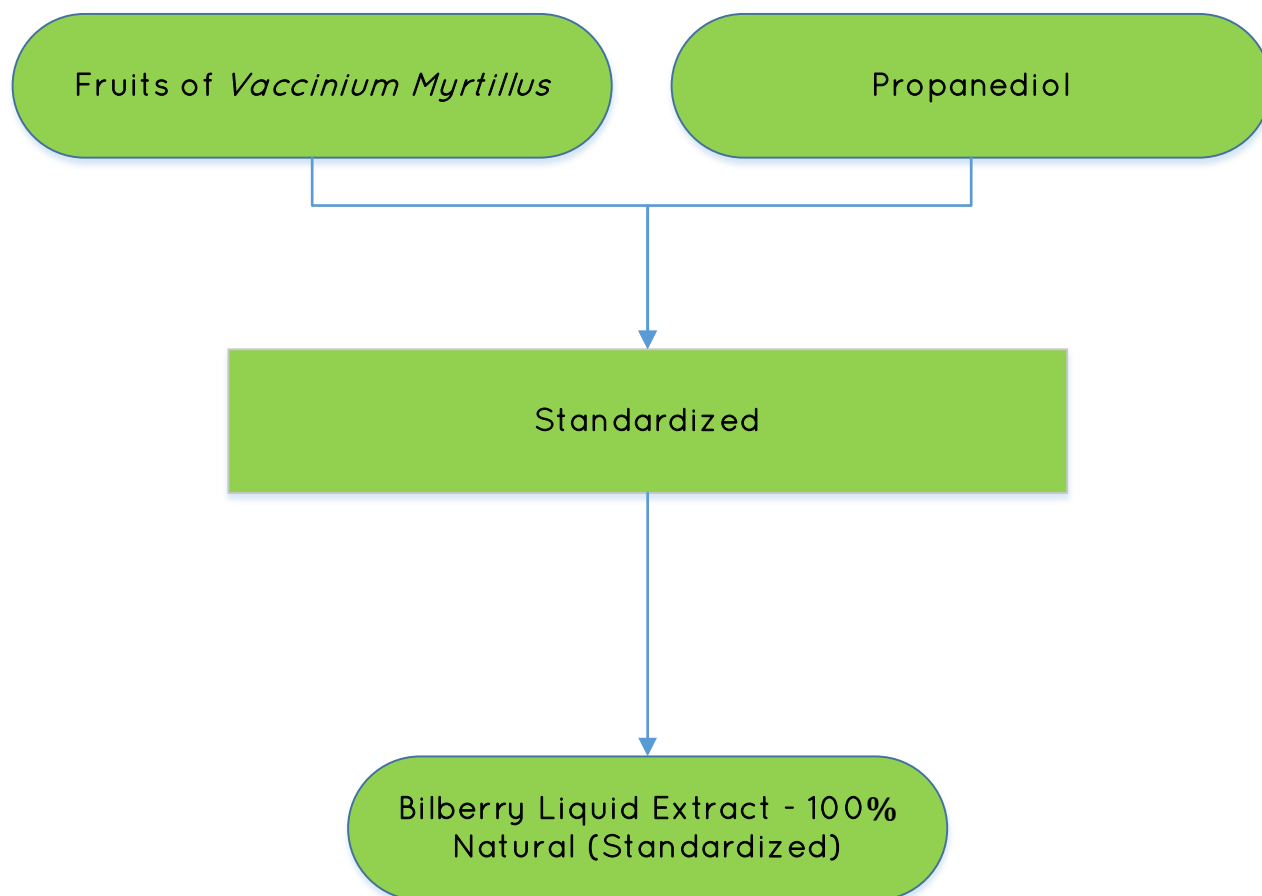 Fruits of Vaccinium Myrtillus
Propanediol
Standardized
Bilberry Liquid Extract - 100%
Natural (Standardized)